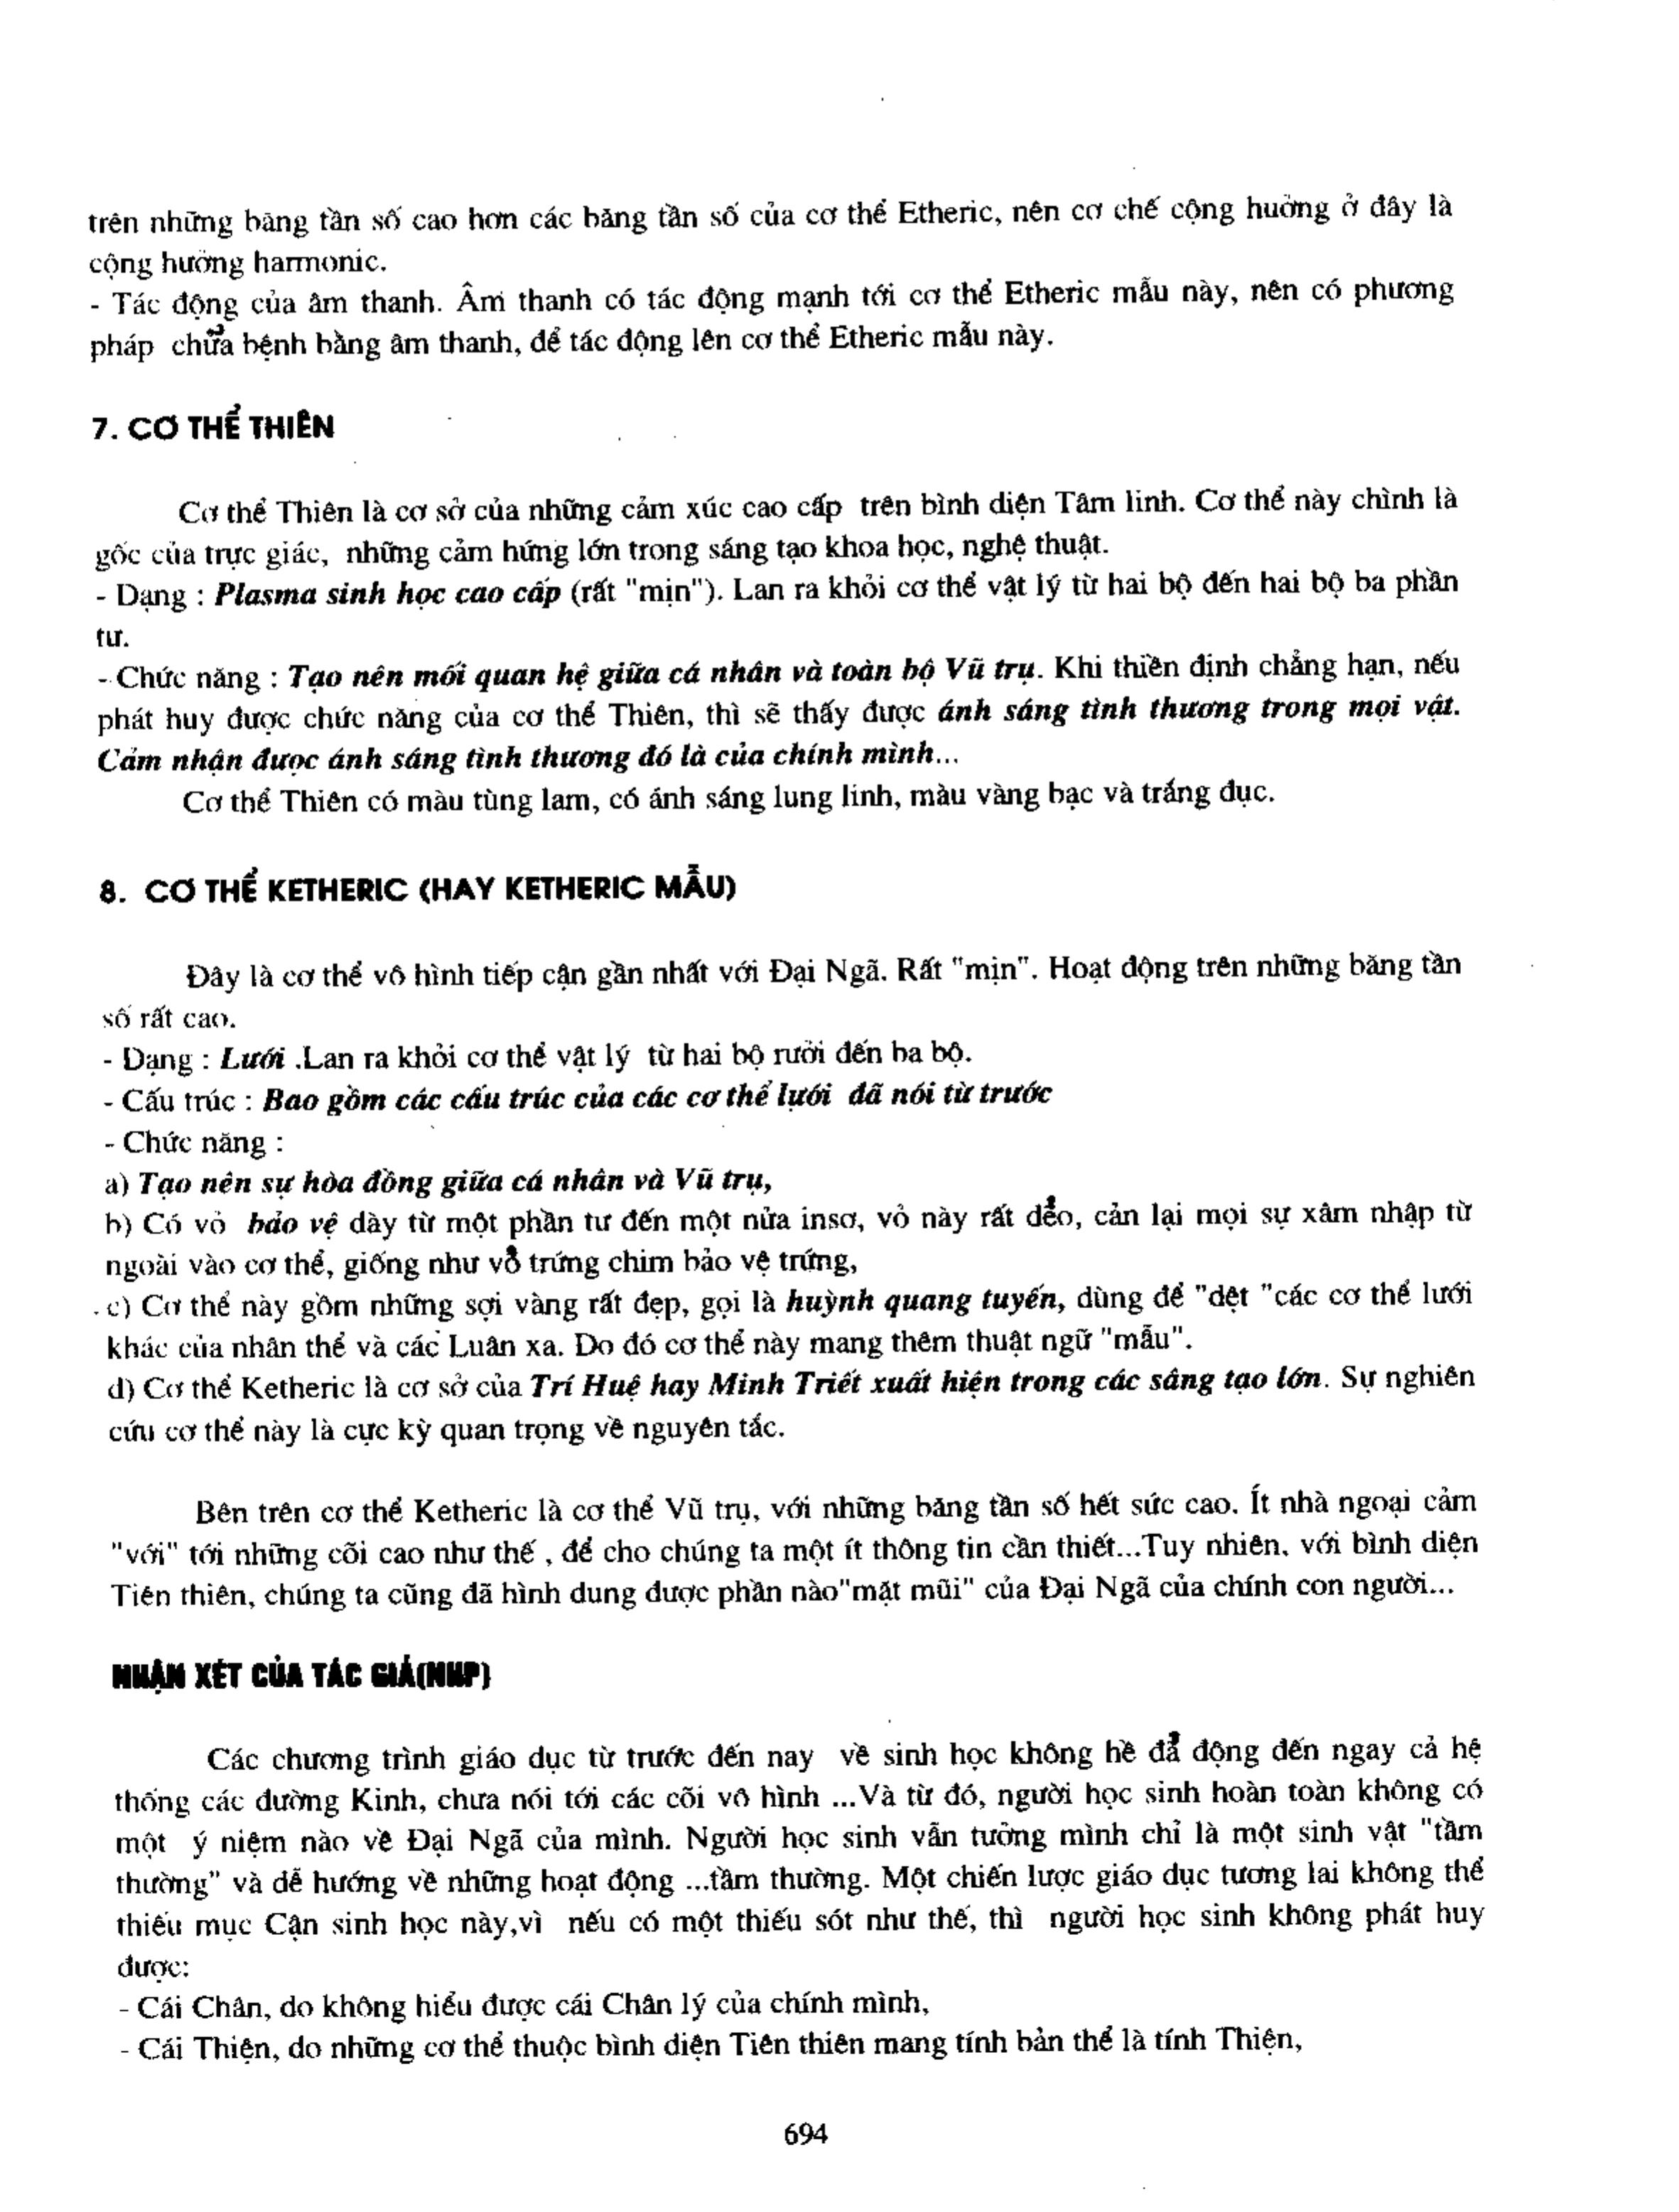 trên những băng tần số cao hơn các băng tần số của cơ thể Etheric, nên cơ chế cộng hưởng ở đây là
cộng hưởng harmonic.
- Tác động của âm thanh. Âm thanh có tác động mạnh tới cơ thể Etheric mẫu này, nên có phương
pháp chữa bệnh bằng âm thanh, để tác động lên cơ thể Etheric mẫu này.
7. CƠ THỂ THIÊN
Cơ thể Thiên là cơ sở của những cảm xúc cao cấp trên bình diện Tâm linh. Cơ thể này chình là
gốc của trực giác, những cảm hứng lớn trong sáng tạo khoa học, nghệ thuật.
- Dạng : Plasma sinh học cao cấp (rất "mịn"). Lan ra khỏi cơ thể vật lý từ hai bộ đến hai bộ ba phần
tư.
- Chức năng : Tạo nên mối quan hệ giữa cá nhân và toàn bộ Vũ trụ. Khi thiền định chẳng hạn, nếu
phát huy được chức năng của cơ thể Thiên, thì sẽ thấy được ánh sáng tình thương trong mọi vật.
Cảm nhận được ánh sáng tình thương đó là của chính mình...
Cơ thể Thiên có màu tùng lam, có ánh sáng lung linh, màu vàng bạc và trắng đục.
8. CƠ THỂ KETHERIC (HAY KETHERIC MẪU)
Đây là cơ thể vô hình tiếp cận gần nhất với Đại Ngã. Rất "mịn". Hoạt động trên những băng tần
số rất cao.
- Dạng : Lưới .Lan ra khỏi cơ thể vật lý từ hai bộ rưỡi đến ba bộ.
- Cấu trúc : Bao gồm các cấu trúc của các cơ thể lưới đã nói từ trước
- Chức năng :
a) Tạo nên sự hòa đồng giữa cá nhân và Vũ trụ,
b) Có vỏ bảo vệ dày từ một phần tư đến một nửa insơ, vỏ này rất dẻo, cản lại mọi sự xâm nhập từ
ngoài vào cơ thể, giống như vỏ trứng chim bảo vệ trứng,
c) Cơ thể này gồm những sợi vàng rất đẹp, gọi là huỳnh quang tuyến, dùng để "dệt "các cơ thể lưới
khác của nhân thể và các Luân xa. Do đó cơ thể này mang thêm thuật ngữ "mẫu".
d) Cơ thể Ketheric là cơ sở của Trí Huệ hay Minh Triết xuất hiện trong các sáng tạo lớn. Sự nghiên
cứu cơ thể này là cực kỳ quan trọng về nguyên tắc.
Bên trên cơ thể Ketheric là cơ thể Vũ trụ, với những băng tần số hết sức cao. Ít nhà ngoại cảm
"với" tới những cõi cao như thế , để cho chúng ta một ít thông tin cần thiết...Tuy nhiên, với bình diện
Tiên thiên, chúng ta cũng đã hình dung được phần nào"mặt mũi" của Đại Ngã của chính con người...
NHẬN XÉT CỦA TÁC GIẢ(NHP)
Các chương trình giáo dục từ trước đến nay về sinh học không hề đả động đến ngay cả hệ
thống các đường Kinh, chưa nói tới các cõi vô hình ...Và từ đó, người học sinh hoàn toàn không có
một ý niệm nào về Đại Ngã của mình. Người học sinh vẫn tưởng mình chỉ là một sinh vật "tầm
thường" và dễ hướng về những hoạt động ...tầm thường. Một chiến lược giáo dục tương lai không thể
thiếu mục Cận sinh học này,vì nếu có một thiếu sót như thế, thì người học sinh không phát huy
được:
- Cái Chân, do không hiểu được cái Chân lý của chính mình,
- Cái Thiện, do những cơ thể thuộc bình diện Tiên thiên mang tính bản thể là tính Thiện,
694